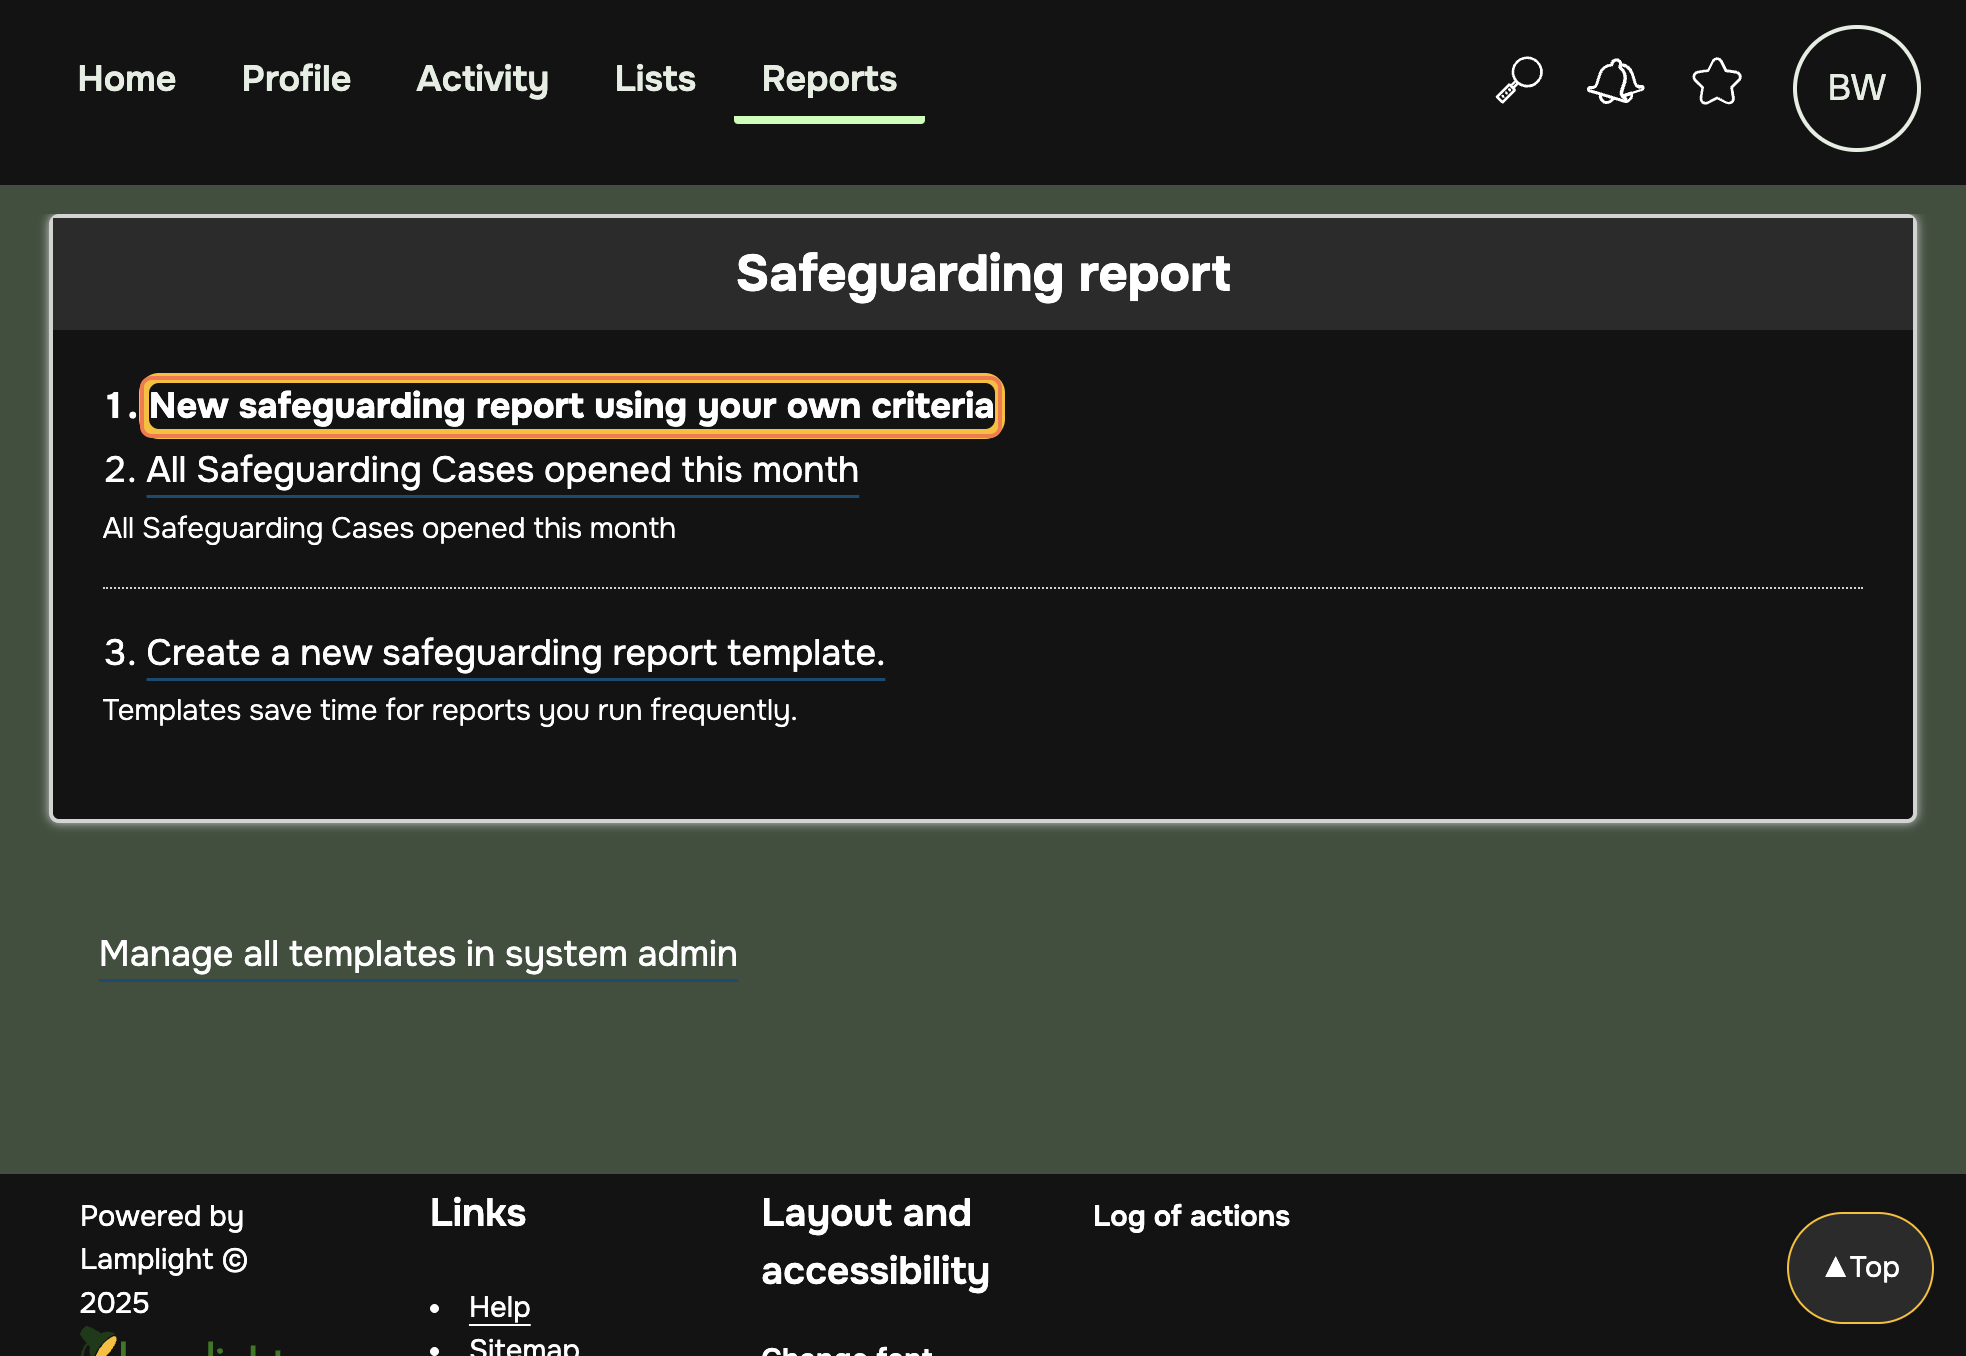 Home Profile Activity Lists Reports BW
Safeguarding report
1. New safeguarding report using your own criteria
2. All Safeguarding Cases opened this month
All Safeguarding Cases opened this month
3. Create a new safeguarding report template.
Templates save time for reports you run frequently.
Manage all templates in system admin
Powered by
Lamplight ©
2025
Links
• Help
• Sitemap
Layout and
accessibility
Change font
Log of actions
▲Top